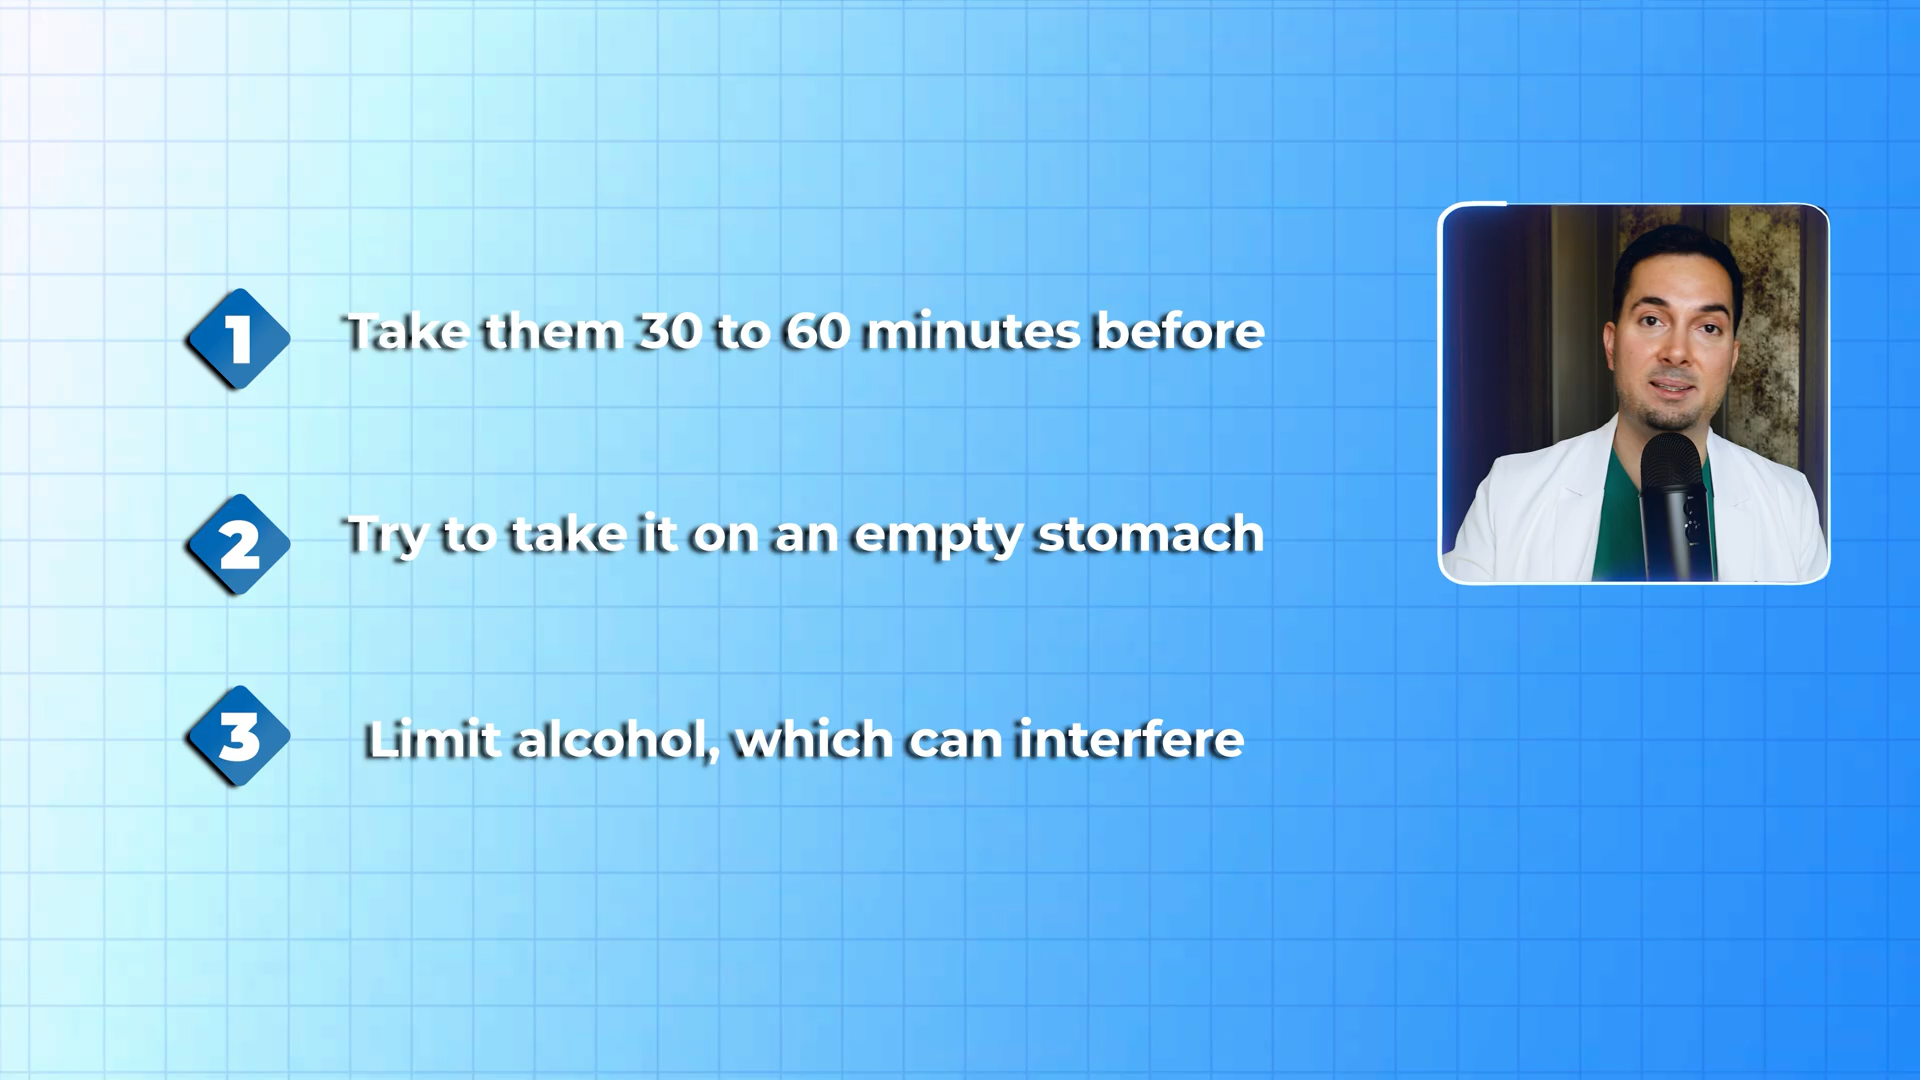 1 Take them 30 to 60 minutes before
2 Try to take it on an empty stomach
3 Limit alcohol, which can interfere